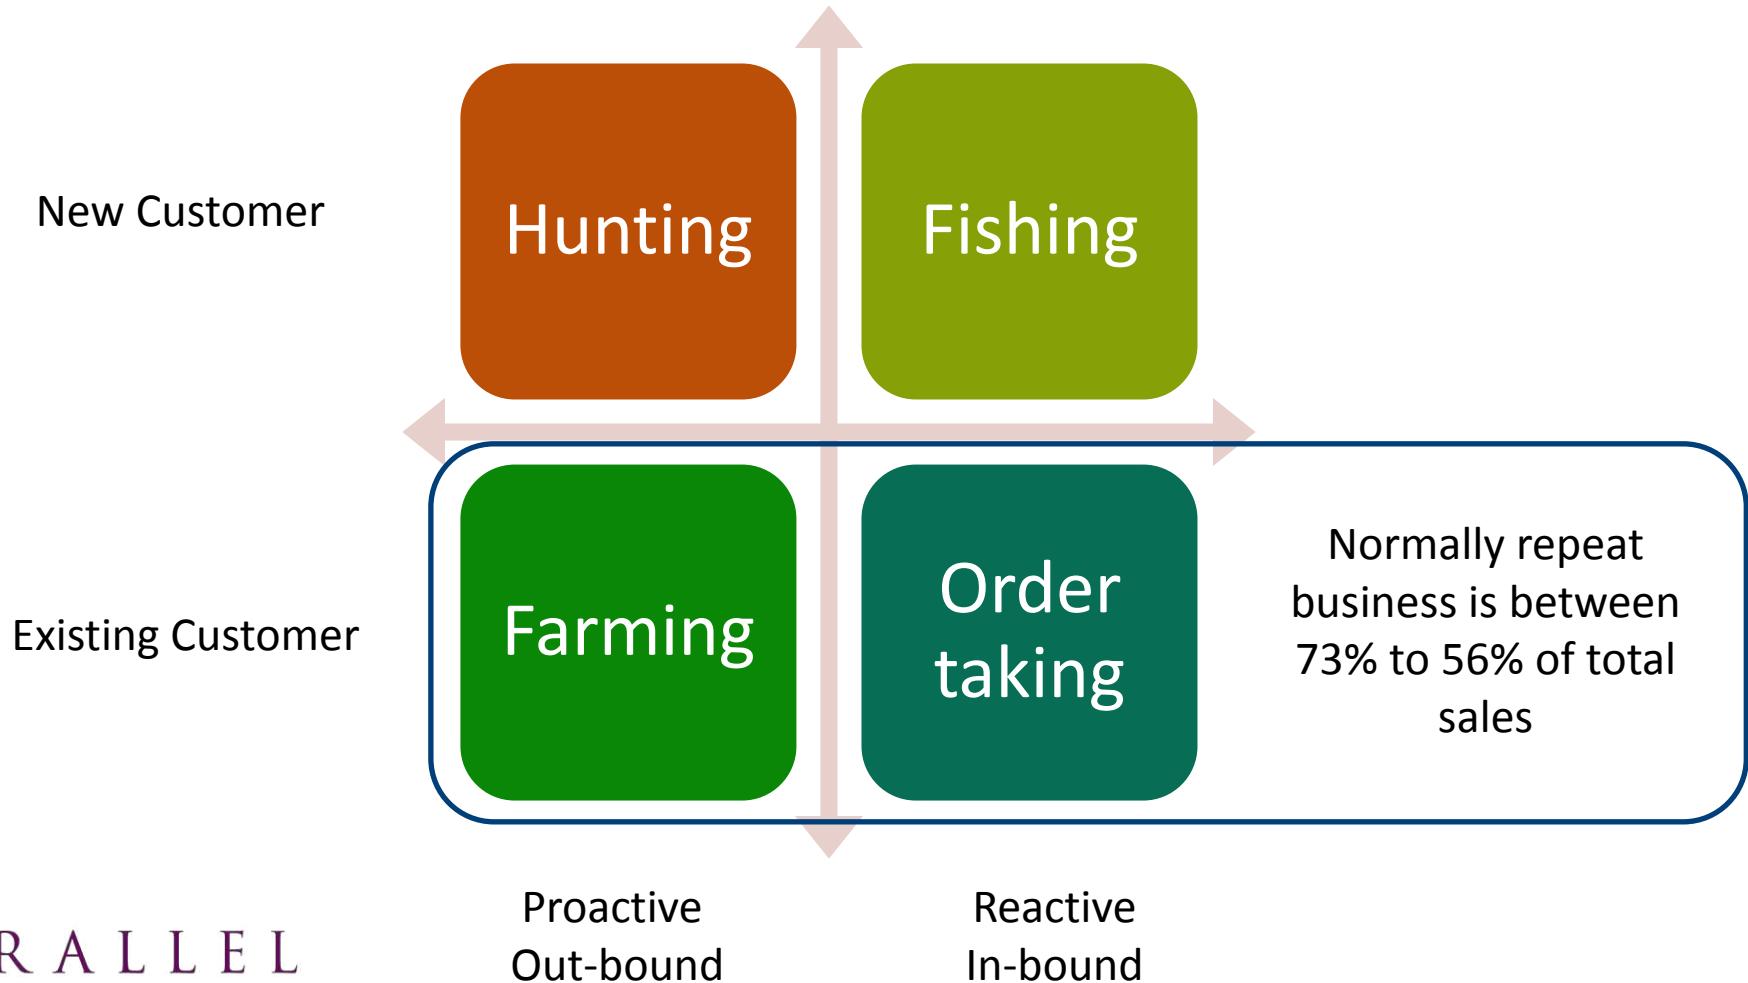 New Customer
Hunting
Fishing
Existing Customer
Farming
Order
taking
Normally repeat
business is between
73% to 56% of total
sales
Proactive
Out-bound
Reactive
In-bound
RALLEL